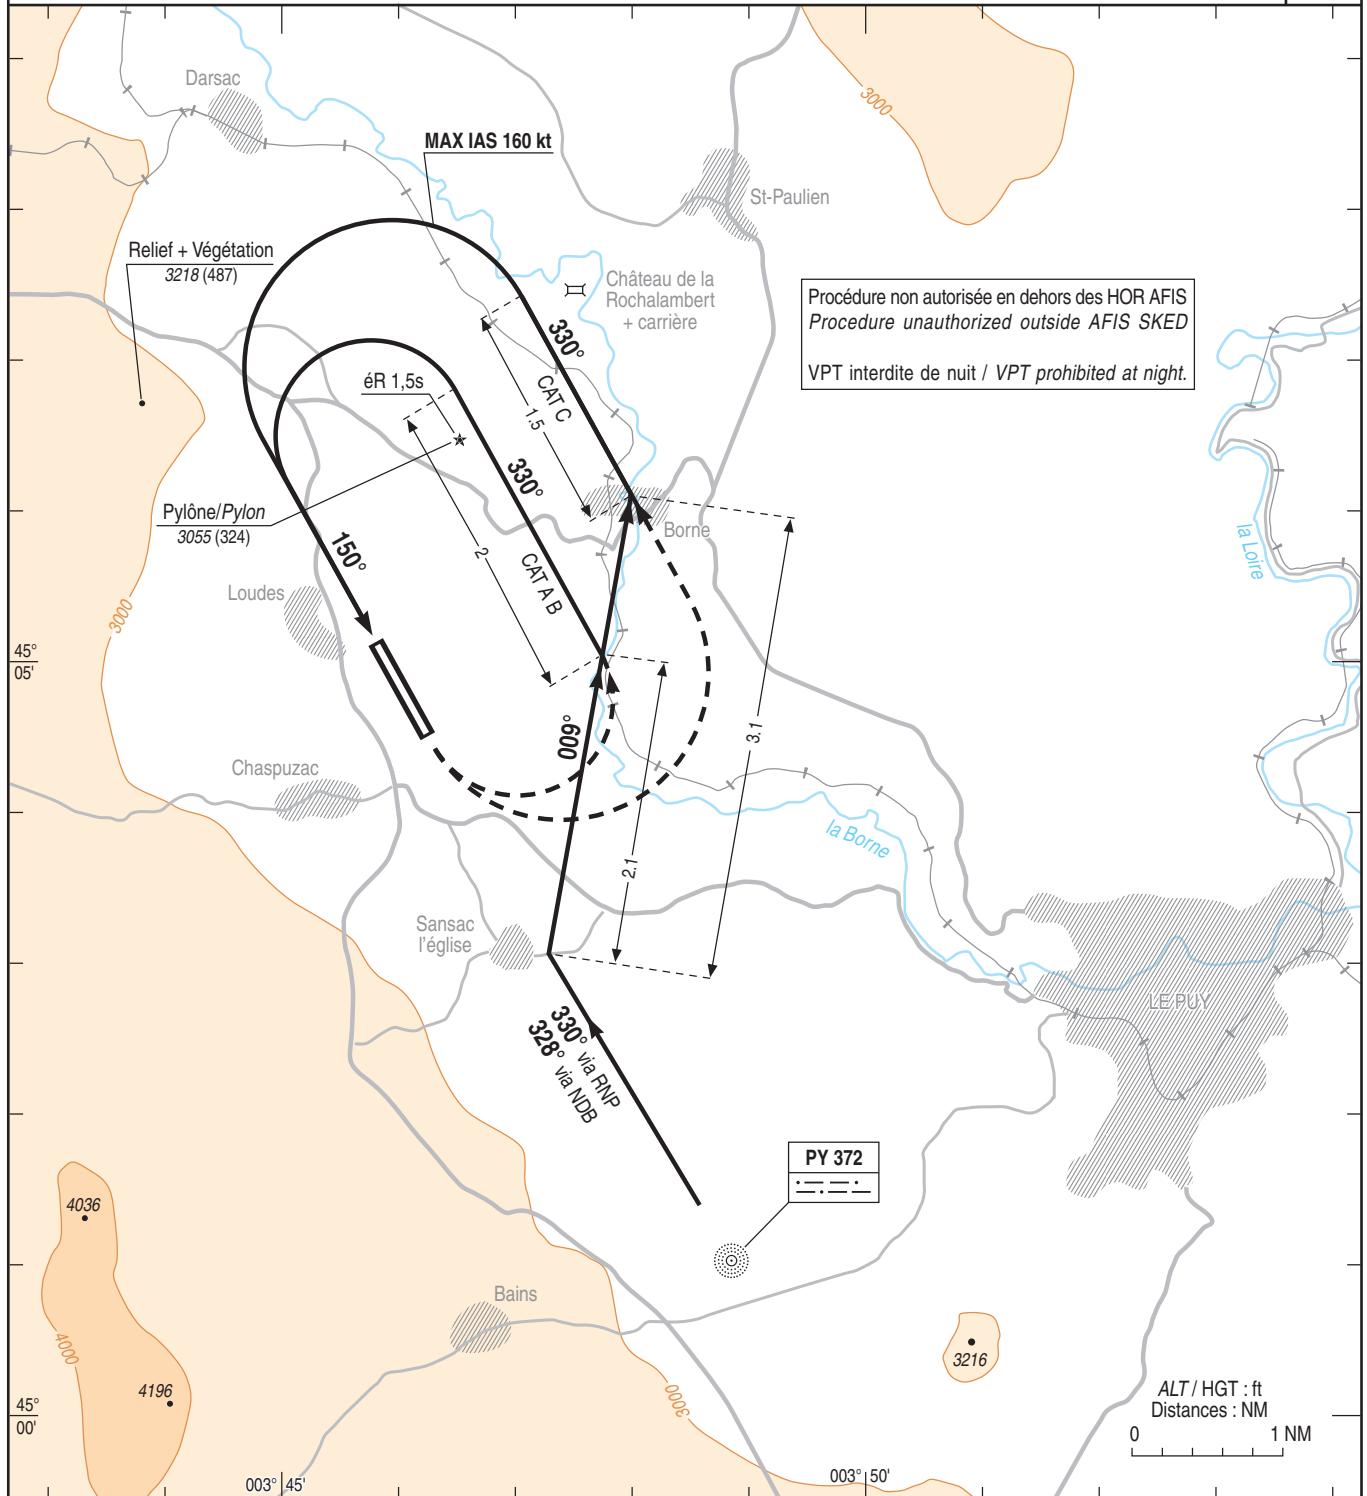 Darsac
3000
MAX IAS 160 kt
St-Paulien
Relief + Végétation
3218 (487)
Château de la
Rochalambert
+ carrière
Procédure non autorisée en dehors des HOR AFIS
Procedure unauthorized outside AFIS SKED
VPT interdite de nuit / VPT prohibited at night.
330°
CAT C
1.5
éR 1,5s
330°
CAT A B
2
Pylône/Pylon
3055 (324)
Borne
150°
la Loire
Loudes
3000
45°
05'
009°
3.1
2.1
Chaspuzac
la Borne
Sansac
l'église
LE PUY
330° via RNP
328° via NDB
PY 372
4036
Bains
4000
3216
4196
3000
ALT / HGT : ft
Distances : NM
0 1 NM
45°
00'
003° 45'
003° 50'